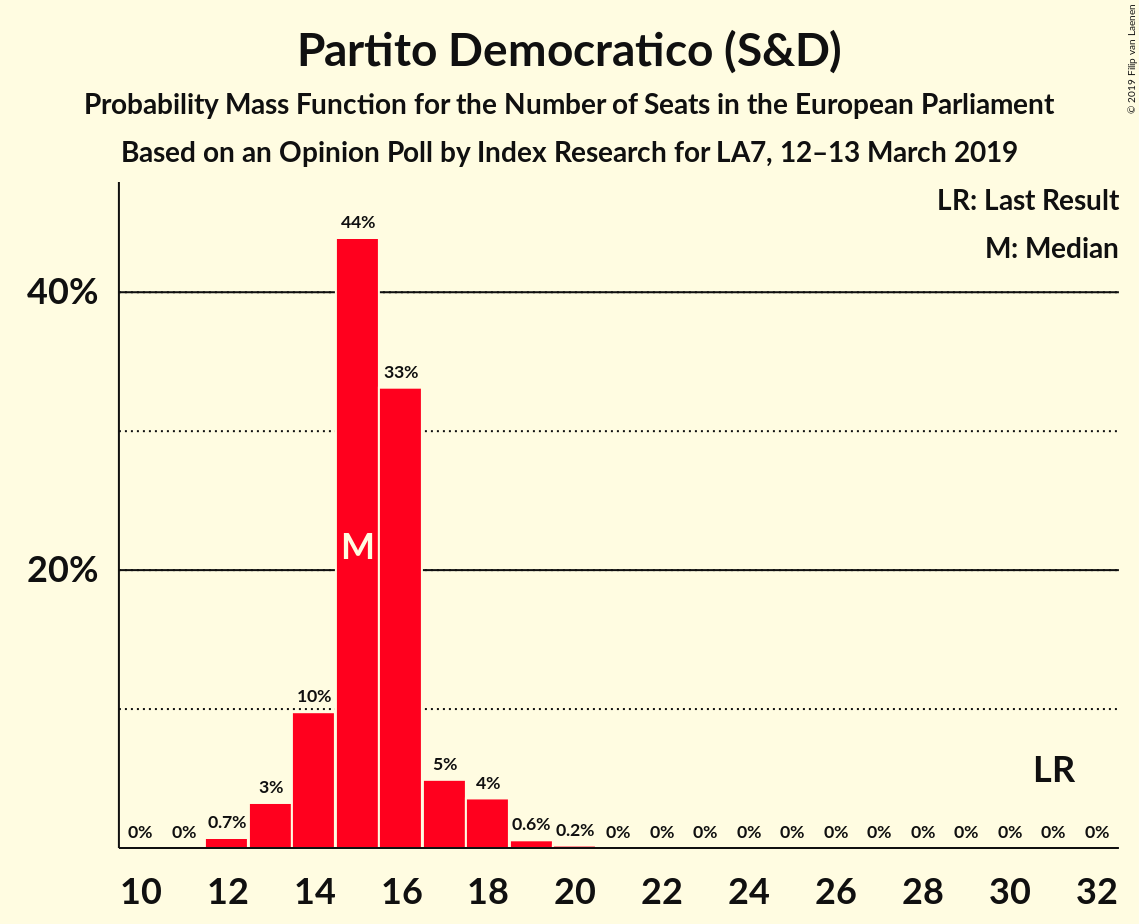 Partito Democratico (S&D)
Probability Mass Function for the Number of Seats in the European Parliament
Based on an Opinion Poll by Index Research for LA7, 12–13 March 2019
© 2019 Filip van Laenen
LR: Last Result
M: Median
44%
40%
33%
M
20%
10%
5%
4%
3%
LR
0% 0% 0.7% 0.6% 0.2% 0% 0% 0% 0% 0% 0% 0% 0% 0% 0% 0% 0%
10 12 14 16 18 20 22 24 26 28 30 32